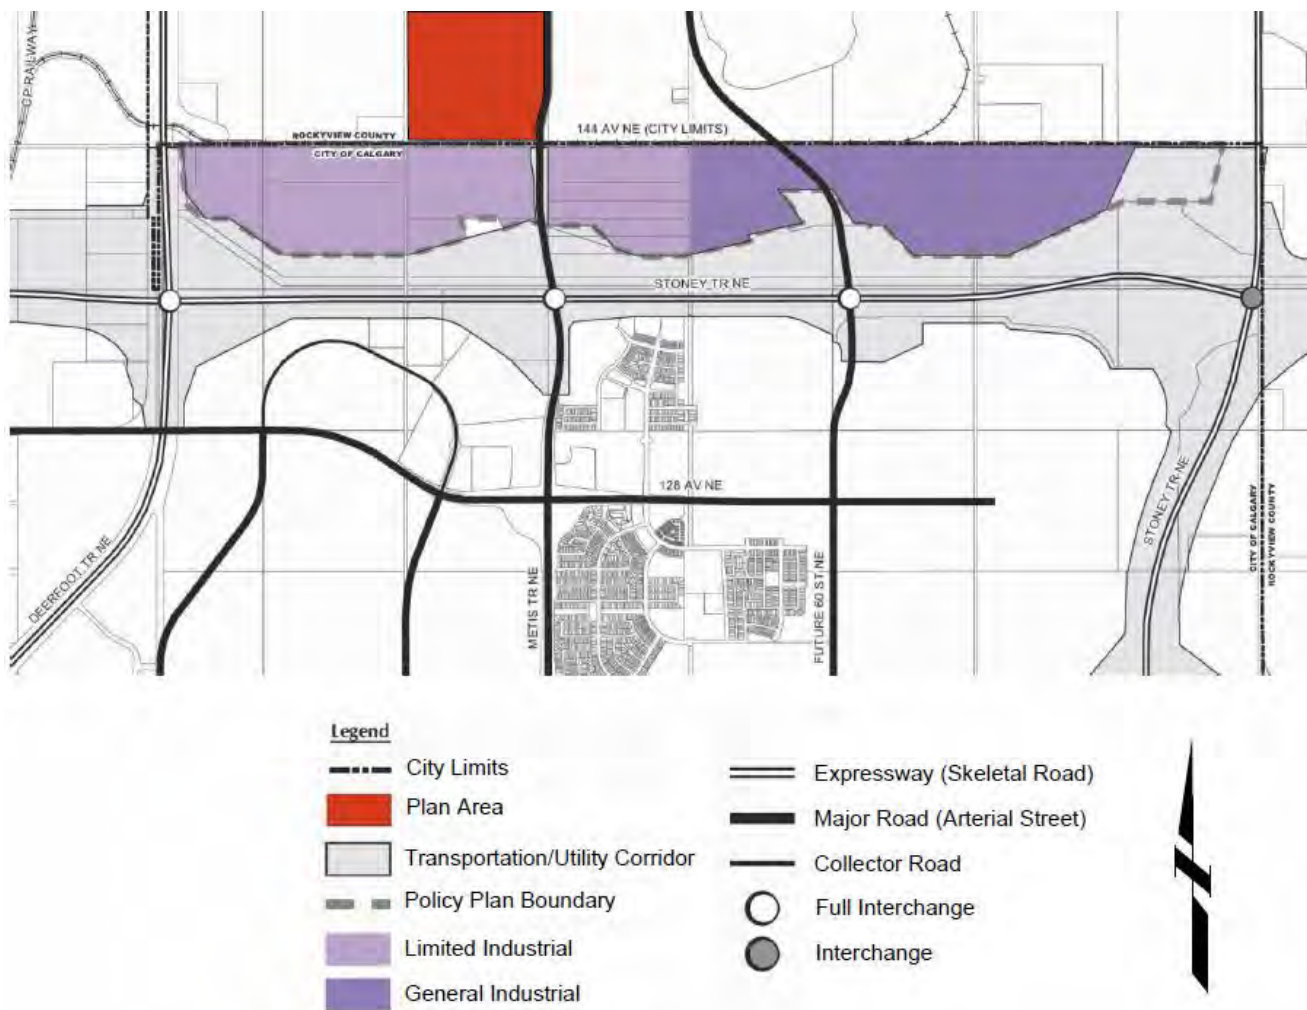 CP RAILWAY
144 AV NE (CITY LIMITS)
ROCKYVIEW COUNTY
CITY OF CALGARY
STONEY TR NE
128 AV NE
DEERFOOT TR NE
METIS TR NE
FUTURE 60 ST NE
STONEY TR NE
CITY OF CALGARY
ROCKYVIEW COUNTY
Legend
City Limits
Plan Area
Transportation/Utility Corridor
Policy Plan Boundary
Limited Industrial
General Industrial
Expressway (Skeletal Road)
Major Road (Arterial Street)
Collector Road
Full Interchange
Interchange